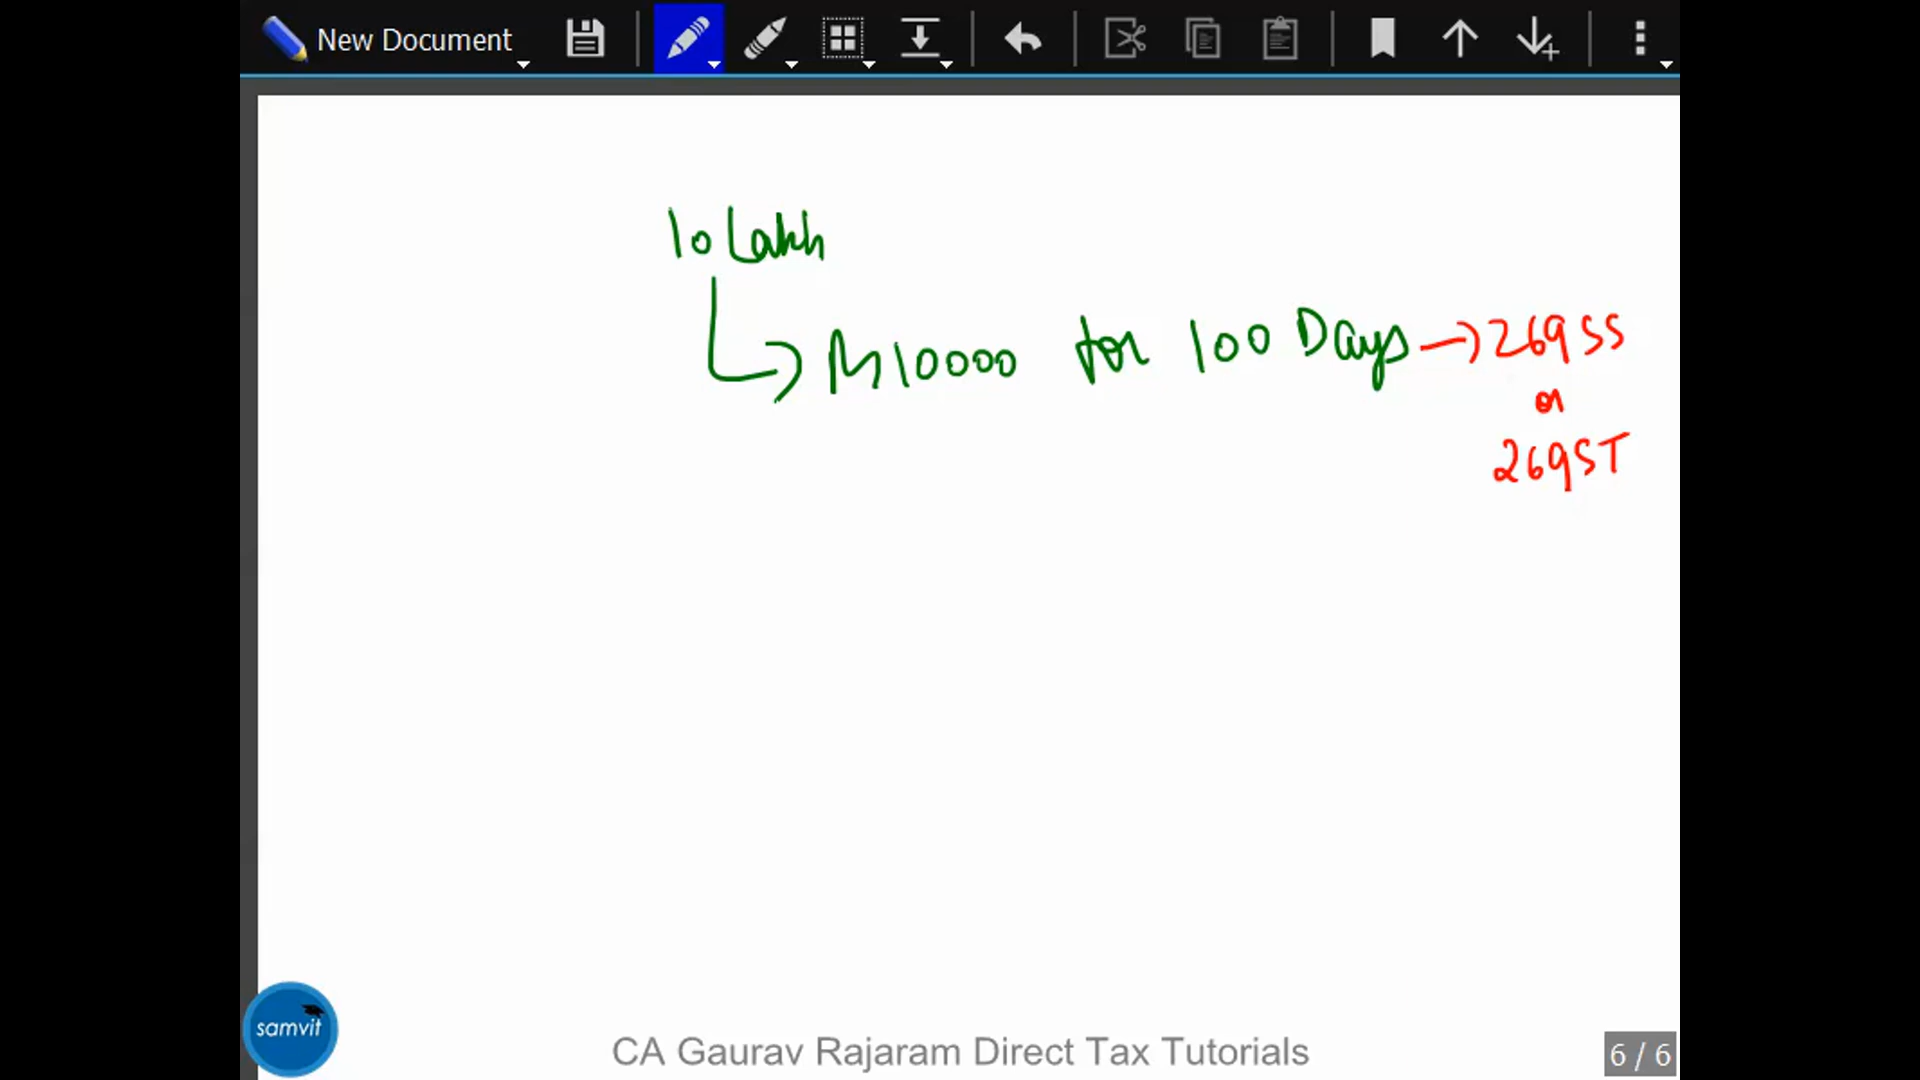 New Document
10 Lakh
Rs 10000 for 100 Days → 269SS
or
269ST
samvit
CA Gaurav Rajaram Direct Tax Tutorials
6 / 6